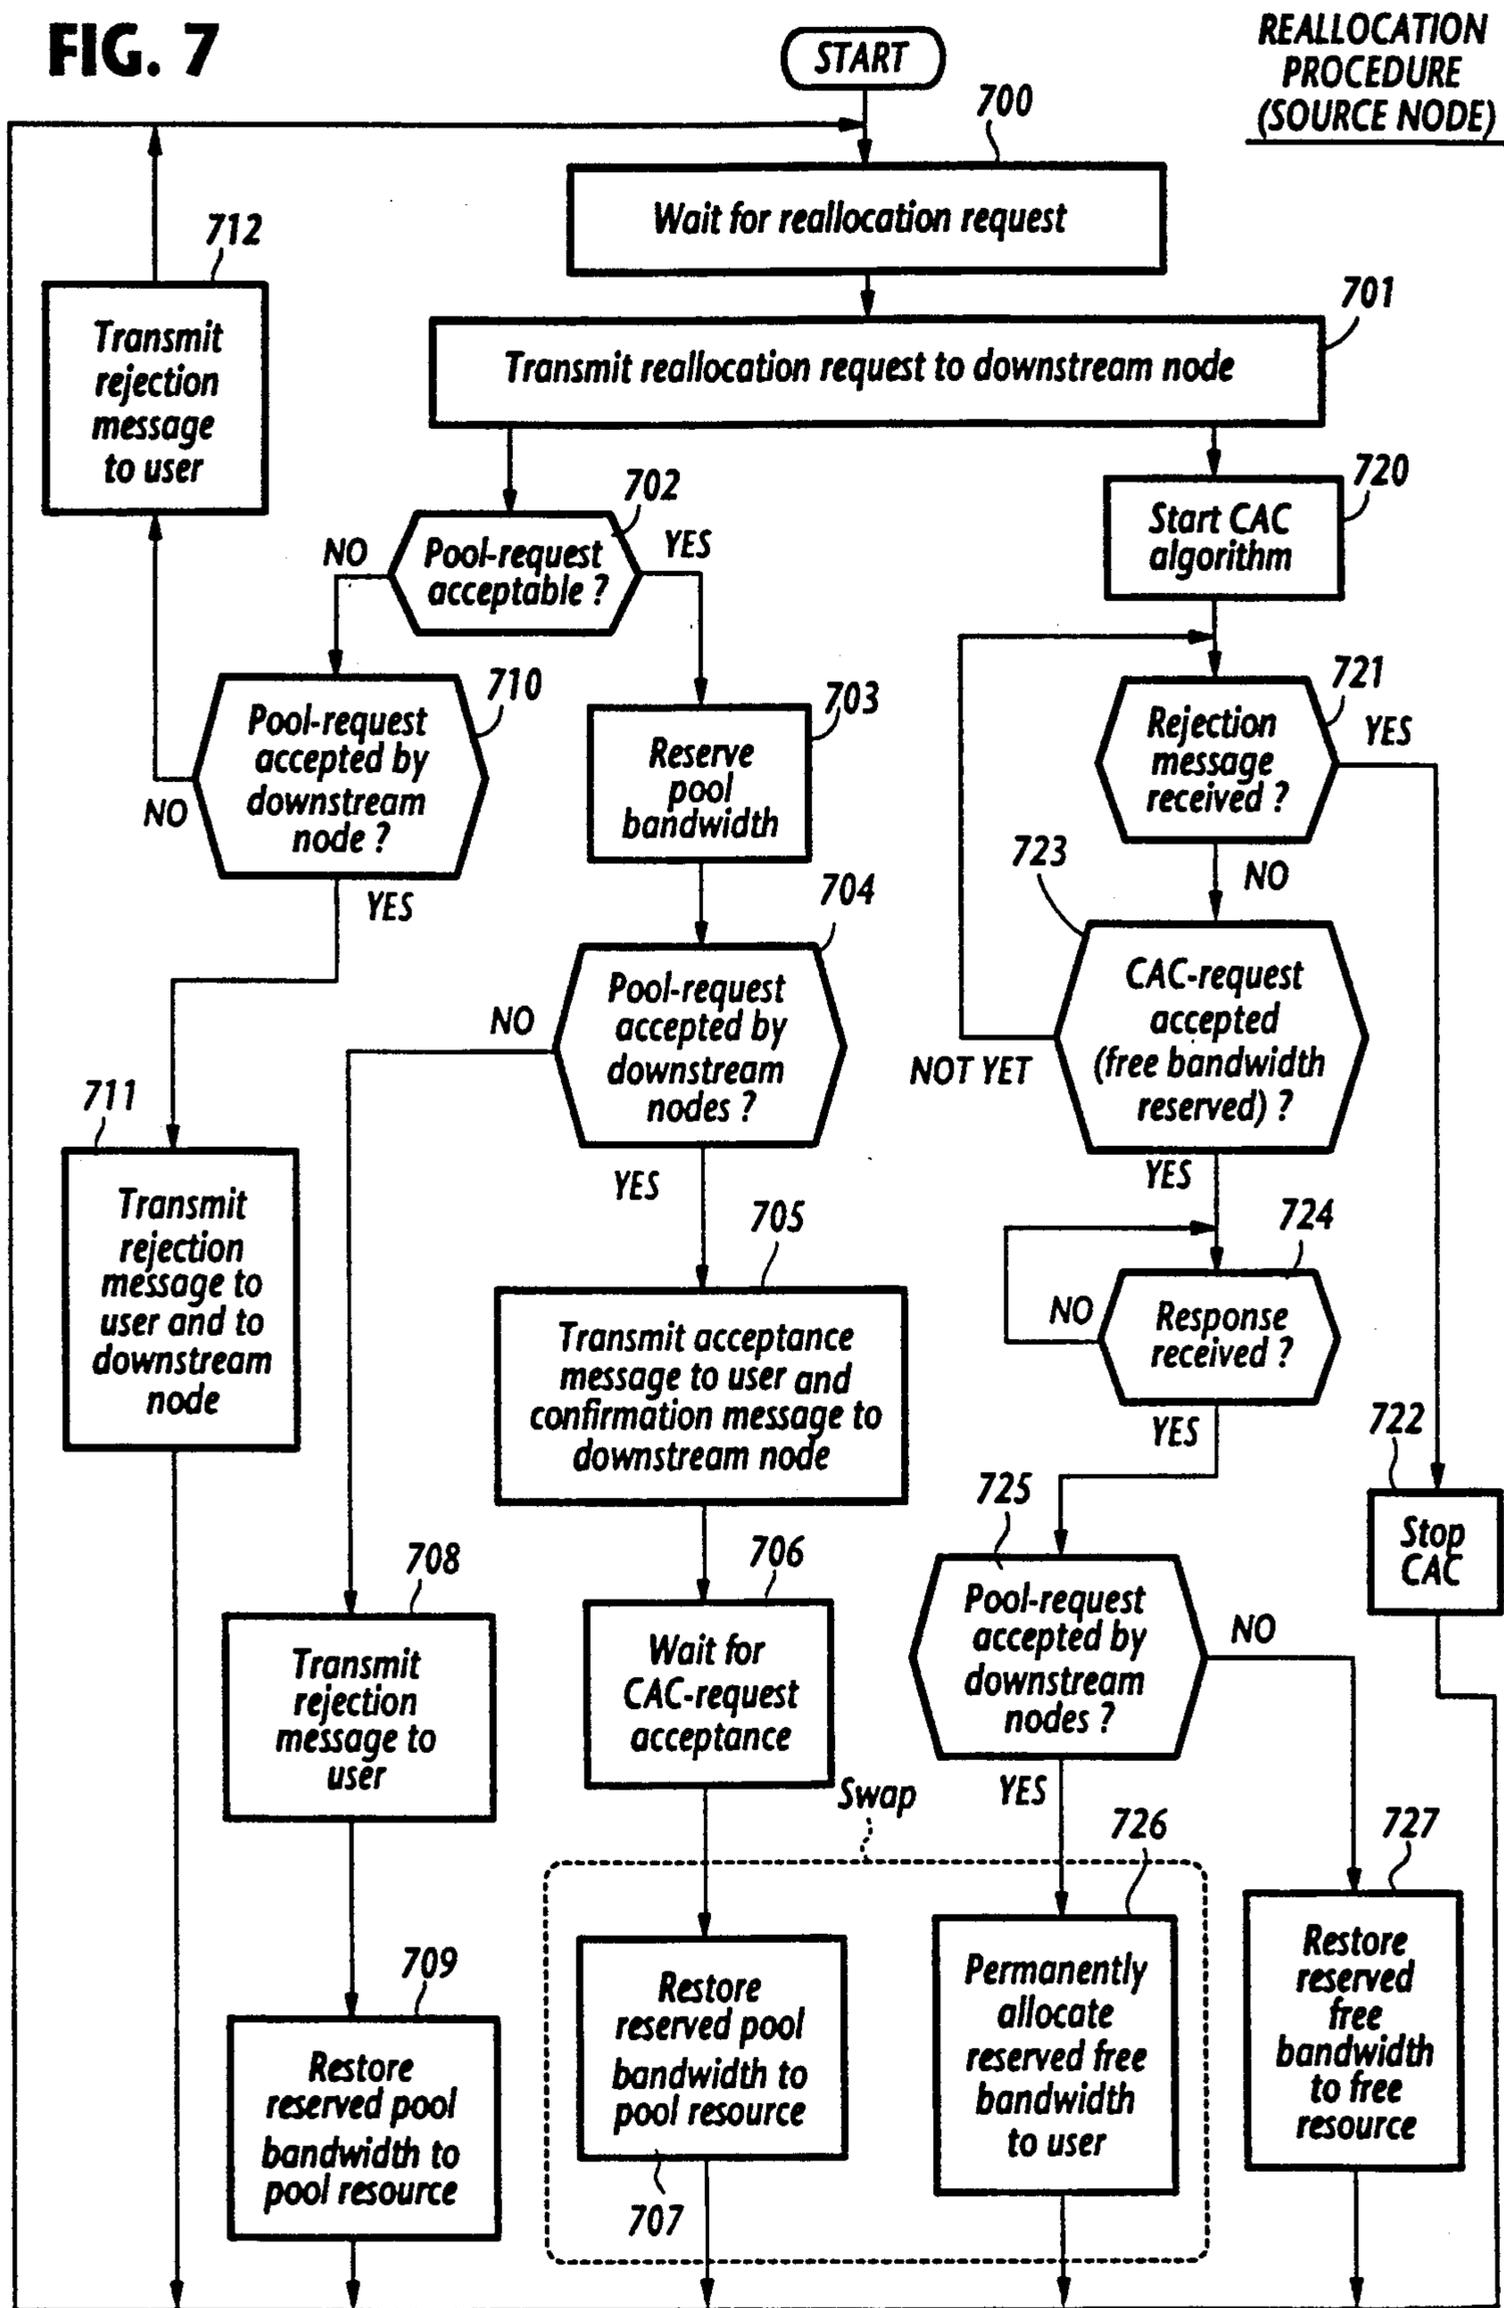 FIG. 7
REALLOCATION
PROCEDURE
(SOURCE NODE)
START
700
Wait for reallocation request
712
Transmit
rejection
message
to user
701
Transmit reallocation request to downstream node
702
NO
Pool-request
acceptable ?
YES
720
Start CAC
algorithm
710
Pool-request
accepted by
downstream
node ?
NO
YES
703
Reserve
pool
bandwidth
721
Rejection
message
received ?
YES
NO
704
Pool-request
accepted by
downstream
nodes ?
NO
YES
723
CAC-request
accepted
(free bandwidth
reserved) ?
NOT YET
YES
711
Transmit
rejection
message to
user and to
downstream
node
705
Transmit acceptance
message to user and
confirmation message to
downstream node
724
NO
Response
received ?
YES
722
Stop
CAC
708
Transmit
rejection
message to
user
706
Wait for
CAC-request
acceptance
725
Pool-request
accepted by
downstream
nodes ?
NO
YES
Swap
709
Restore
reserved pool
bandwidth to
pool resource
Restore
reserved pool
bandwidth to
pool resource
707
726
Permanently
allocate
reserved free
bandwidth
to user
727
Restore
reserved
free
bandwidth
to free
resource